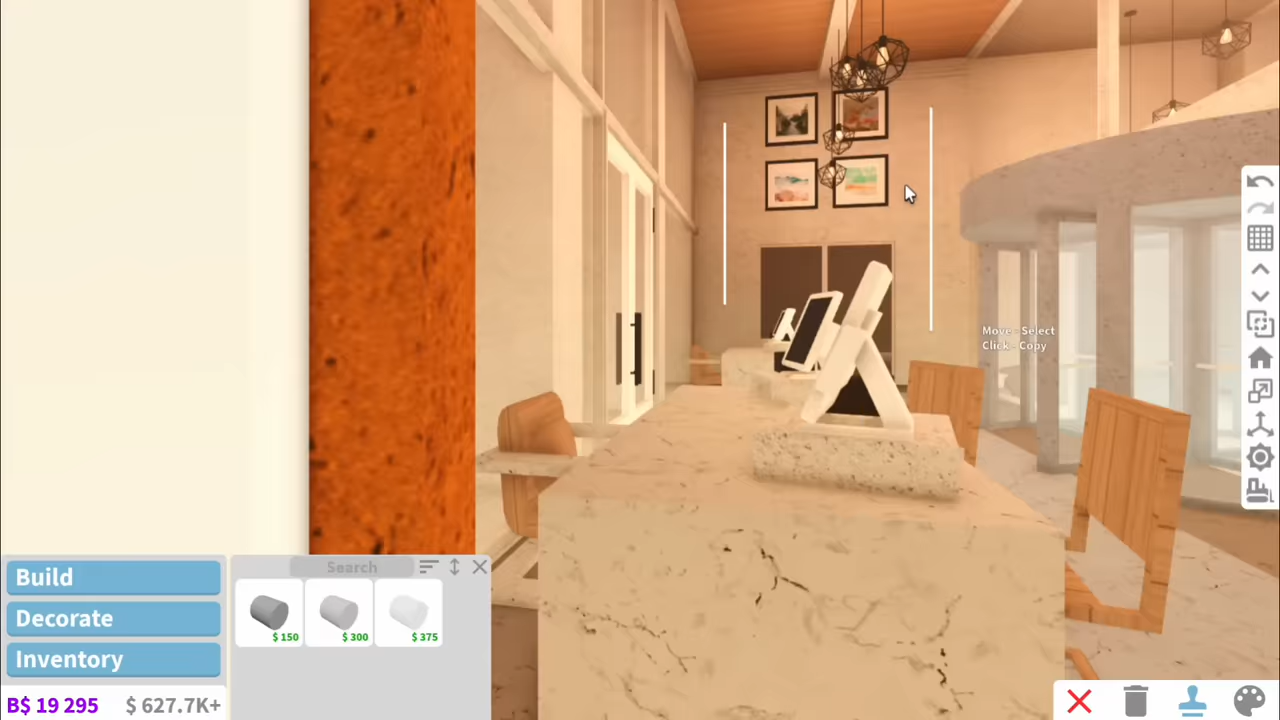 Move - Select
Click - Copy
Build
Decorate
Inventory
B$ 19 295
$ 627.7K+
Search
$ 150
$ 300
$ 375